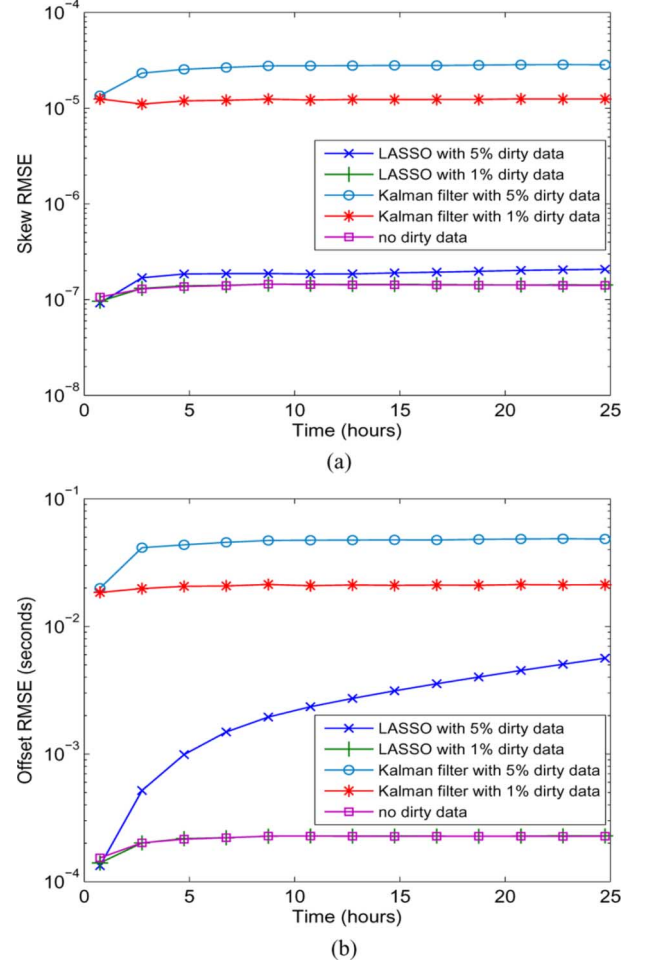 10⁻⁴
10⁻⁵
10⁻⁶
10⁻⁷
10⁻⁸
Skew RMSE
LASSO with 5% dirty data
LASSO with 1% dirty data
Kalman filter with 5% dirty data
Kalman filter with 1% dirty data
no dirty data
0 5 10 15 20 25
Time (hours)
(a)
10⁻¹
10⁻²
10⁻³
10⁻⁴
Offset RMSE (seconds)
LASSO with 5% dirty data
LASSO with 1% dirty data
Kalman filter with 5% dirty data
Kalman filter with 1% dirty data
no dirty data
0 5 10 15 20 25
Time (hours)
(b)